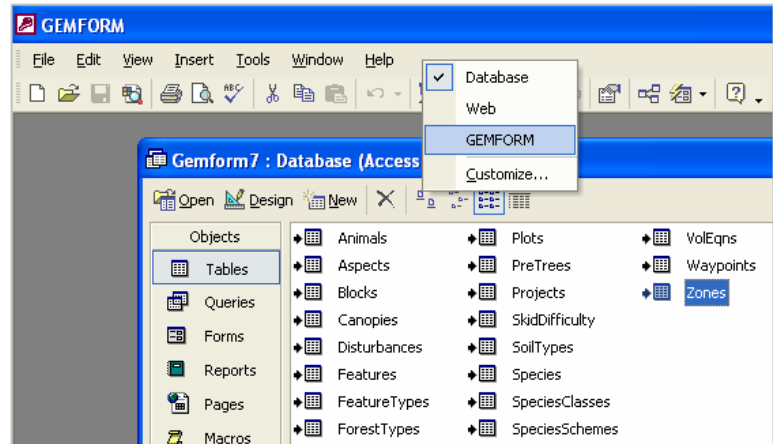 GEMFORM
File Edit View Insert Tools Window Help
Database
Web
GEMFORM
Customize...
Gemform7 : Database (Access
Open Design New
Objects
Tables
Queries
Forms
Reports
Pages
Macros
Animals Plots VolEqns
Aspects PreTrees Waypoints
Blocks Projects Zones
Canopies SkidDifficulty
Disturbances SoilTypes
Features Species
FeatureTypes SpeciesClasses
ForestTypes SpeciesSchemes